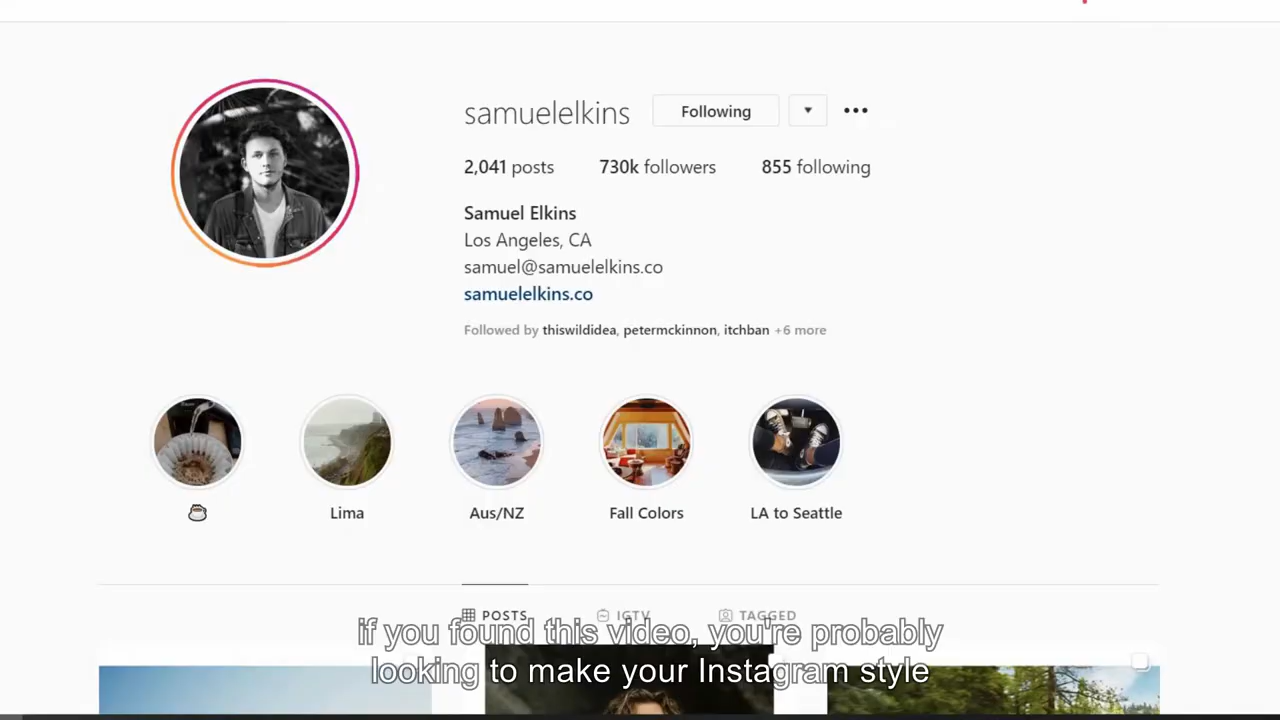 samuelelkins Following
2,041 posts 730k followers 855 following
Samuel Elkins
Los Angeles, CA
samuel@samuelelkins.co
samuelelkins.co
Followed by thiswildidea, petermckinnon, itchban +6 more
Lima Aus/NZ Fall Colors LA to Seattle
POSTS IGTV TAGGED
if you found this video, you're probably
looking to make your Instagram style